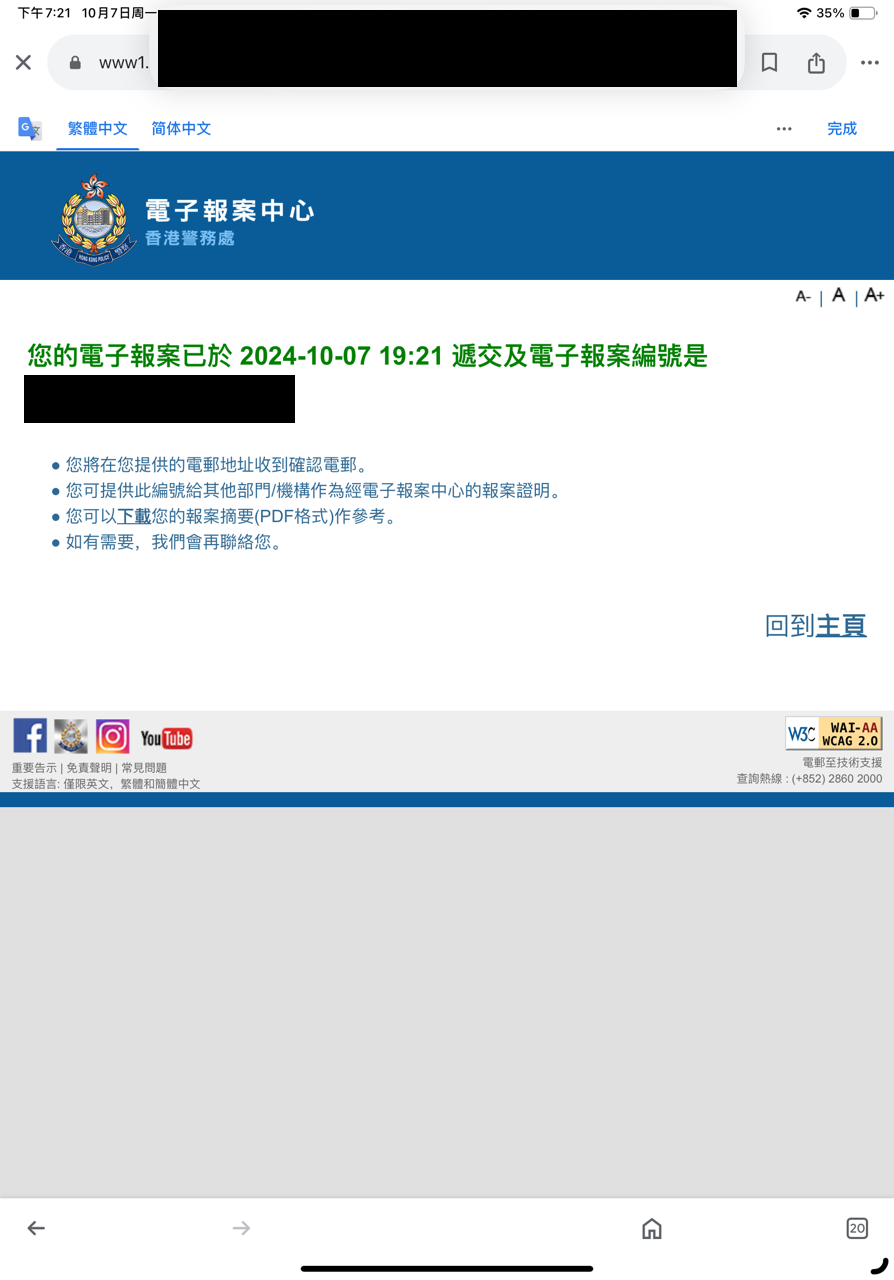 下午7:21 10月7日周一
35%
www1.
繁體中文 简体中文
完成
電子報案中心
香港警務處
香港 HONG KONG POLICE 警察
A- | A | A+
您的電子報案已於 2024-10-07 19:21 遞交及電子報案編號是
● 您將在您提供的電郵地址收到確認電郵。
● 您可提供此編號給其他部門/機構作為經電子報案中心的報案證明。
● 您可以下載您的報案摘要(PDF格式)作參考。
● 如有需要，我們會再聯絡您。
回到主頁
You Tube
W3C WAI-AA
WCAG 2.0
重要告示 | 免責聲明 | 常見問題
支援語言: 僅限英文，繁體和簡體中文
電郵至技術支援
查詢熱線 : (+852) 2860 2000
20